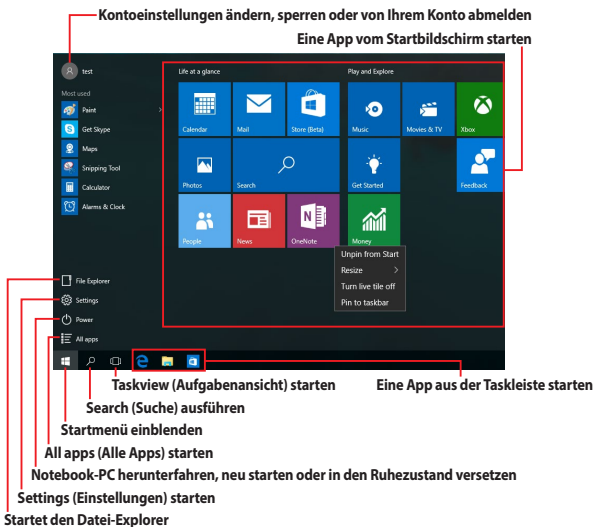 Kontoeinstellungen ändern, sperren oder von Ihrem Konto abmelden
Eine App vom Startbildschirm starten
test
Life at a glance
Play and Explore
Most used
Paint
Get Skype
Maps
Snipping Tool
Calculator
Alarms & Clock
Calendar
Mail
Store (Beta)
Music
Movies & TV
Xbox
Photos
Search
Get Started
Feedback
People
News
OneNote
Money
Unpin from Start
Resize
Turn live tile off
Pin to taskbar
File Explorer
Settings
Power
All apps
Taskview (Aufgabenansicht) starten
Eine App aus der Taskleiste starten
Search (Suche) ausführen
Startmenü einblenden
All apps (Alle Apps) starten
Notebook-PC herunterfahren, neu starten oder in den Ruhezustand versetzen
Settings (Einstellungen) starten
Startet den Datei-Explorer